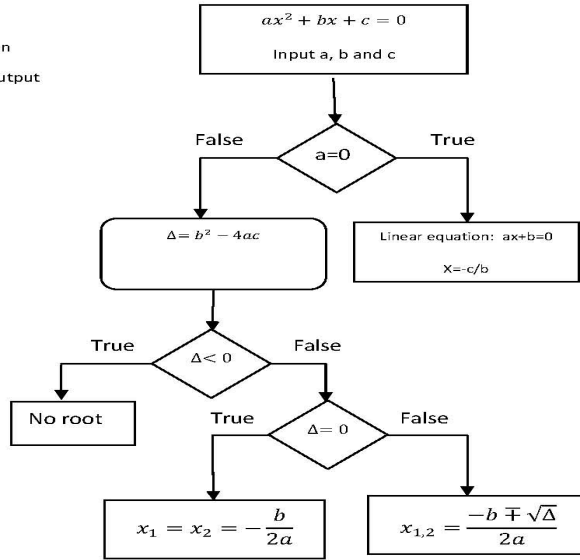 ax² + bx + c = 0
Input a, b and c
False
True
a=0
Δ= b² − 4ac
Linear equation: ax+b=0
X=-c/b
True
False
Δ< 0
No root
True
False
Δ= 0
x₁ = x₂ = − b/2a
x₁,₂ = −b ∓ √Δ / 2a